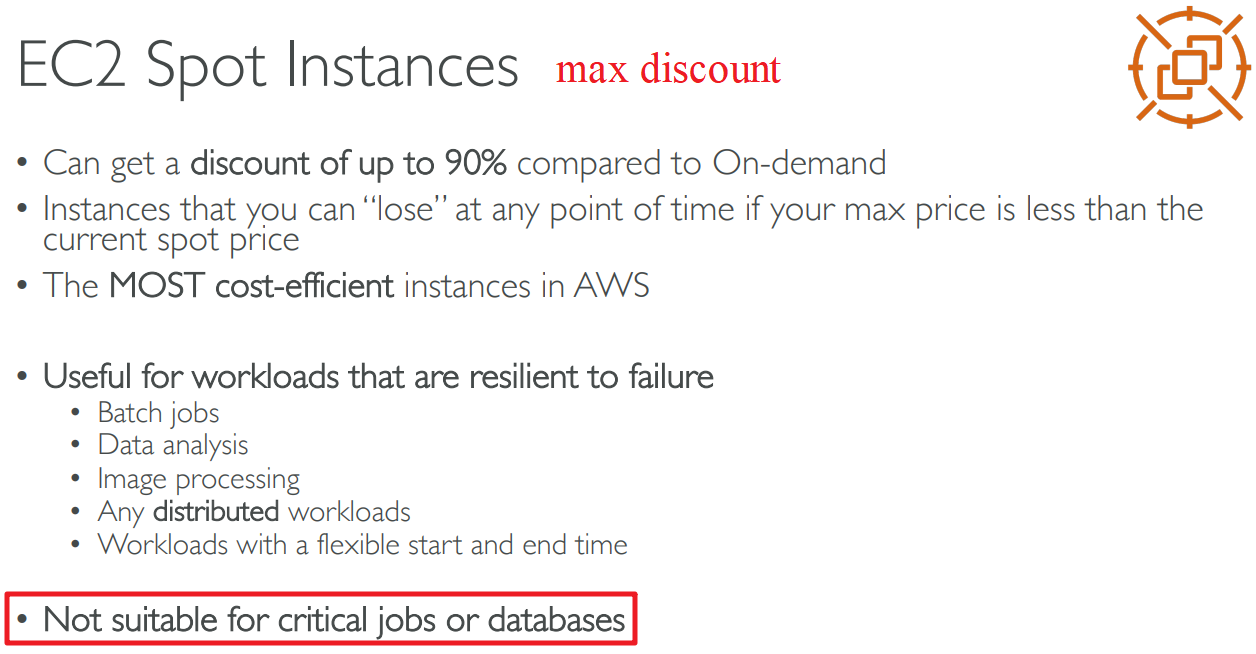 EC2 Spot Instances max discount
• Can get a discount of up to 90% compared to On-demand
• Instances that you can “lose” at any point of time if your max price is less than the
current spot price
• The MOST cost-efficient instances in AWS
• Useful for workloads that are resilient to failure
• Batch jobs
• Data analysis
• Image processing
• Any distributed workloads
• Workloads with a flexible start and end time
• Not suitable for critical jobs or databases